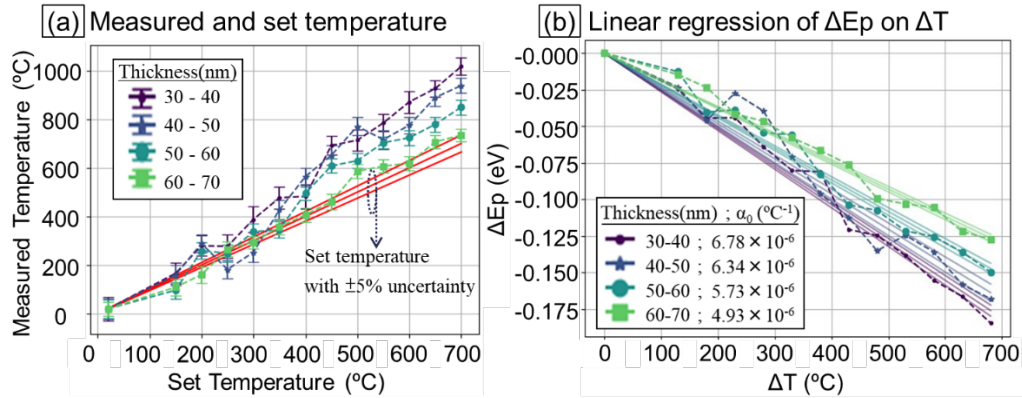 (a) Measured and set temperature
Measured Temperature (ºC)
1000
800
600
400
200
0
Thickness(nm)
30 - 40
40 - 50
50 - 60
60 - 70
Set temperature
with ±5% uncertainty
0 100 200 300 400 500 600 700
Set Temperature (ºC)
(b) Linear regression of ΔEp on ΔT
ΔEp (eV)
-0.000
-0.025
-0.050
-0.075
-0.100
-0.125
-0.150
-0.175
Thickness(nm) ; α₀ (ºC⁻¹)
30-40 ; 6.78 × 10⁻⁶
40-50 ; 6.34 × 10⁻⁶
50-60 ; 5.73 × 10⁻⁶
60-70 ; 4.93 × 10⁻⁶
0 100 200 300 400 500 600 700
ΔT (ºC)